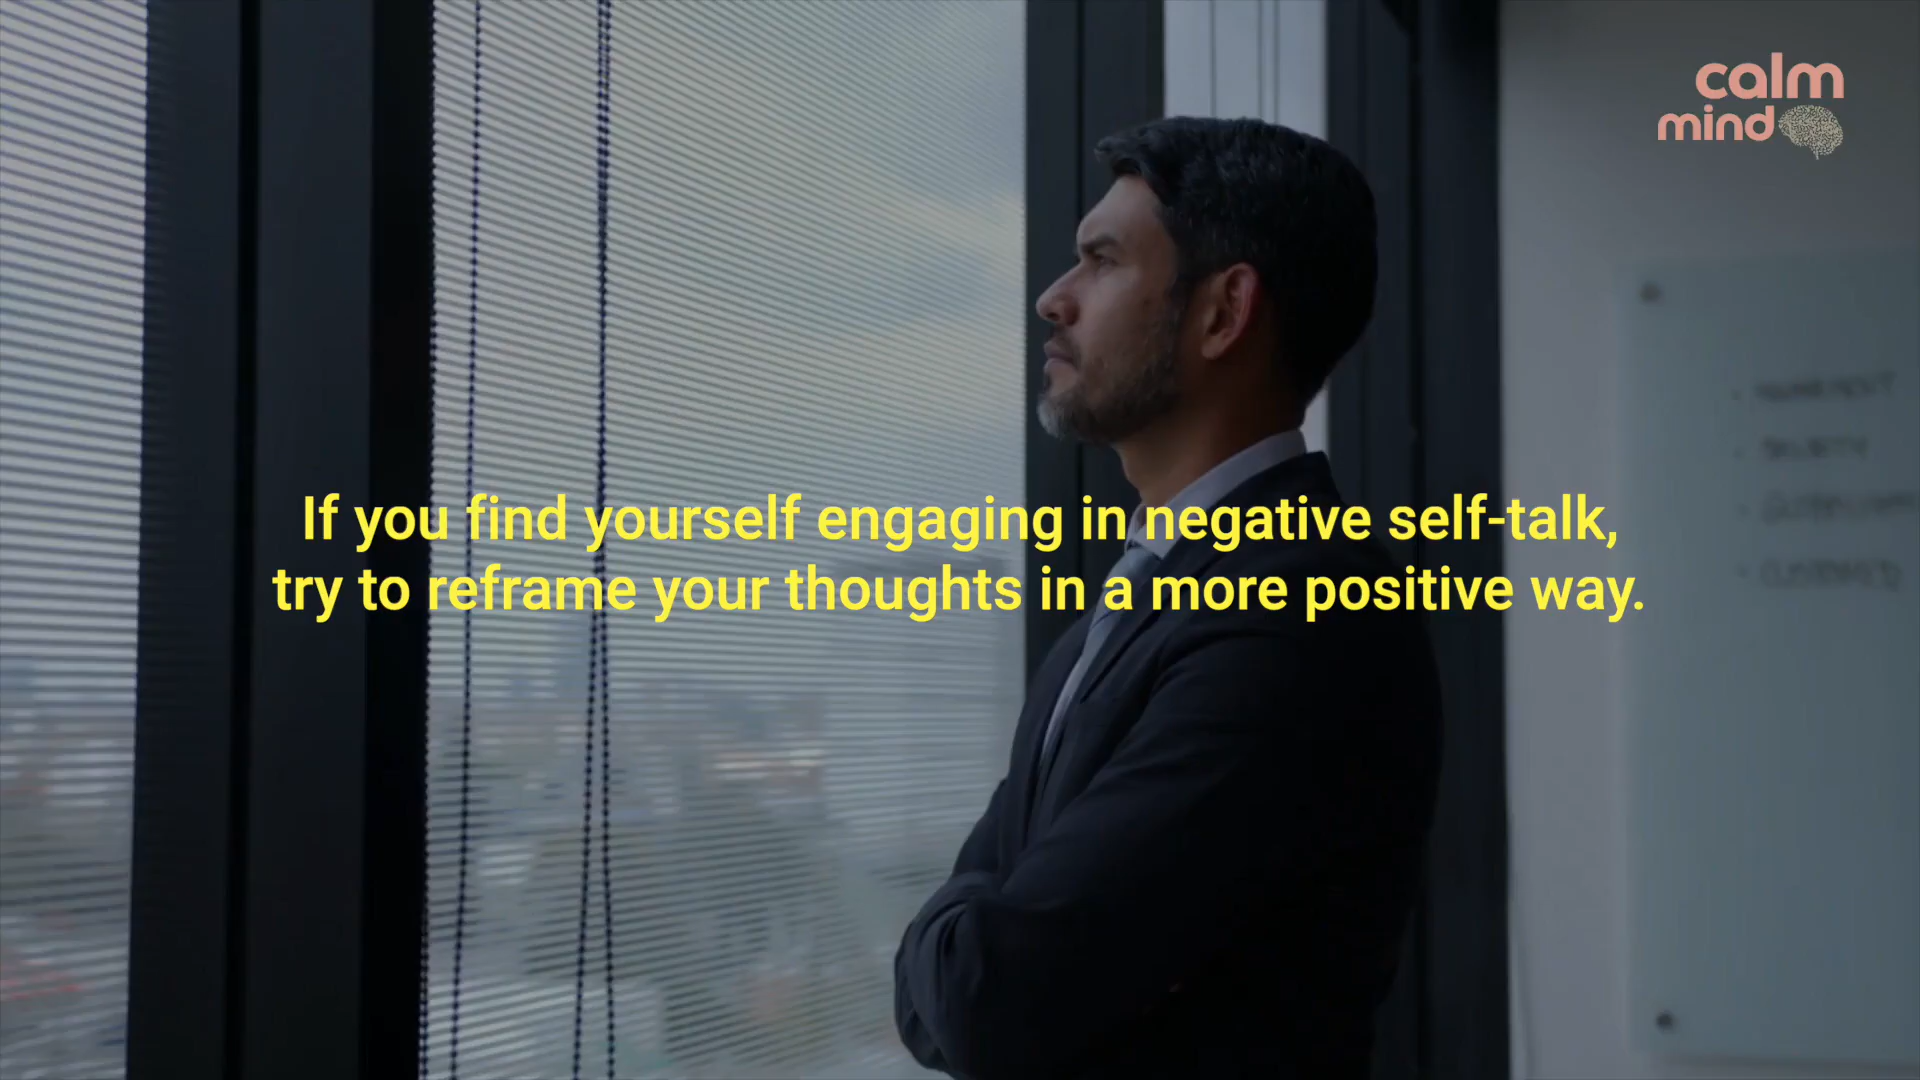 calm
mind
If you find yourself engaging in negative self-talk,
try to reframe your thoughts in a more positive way.